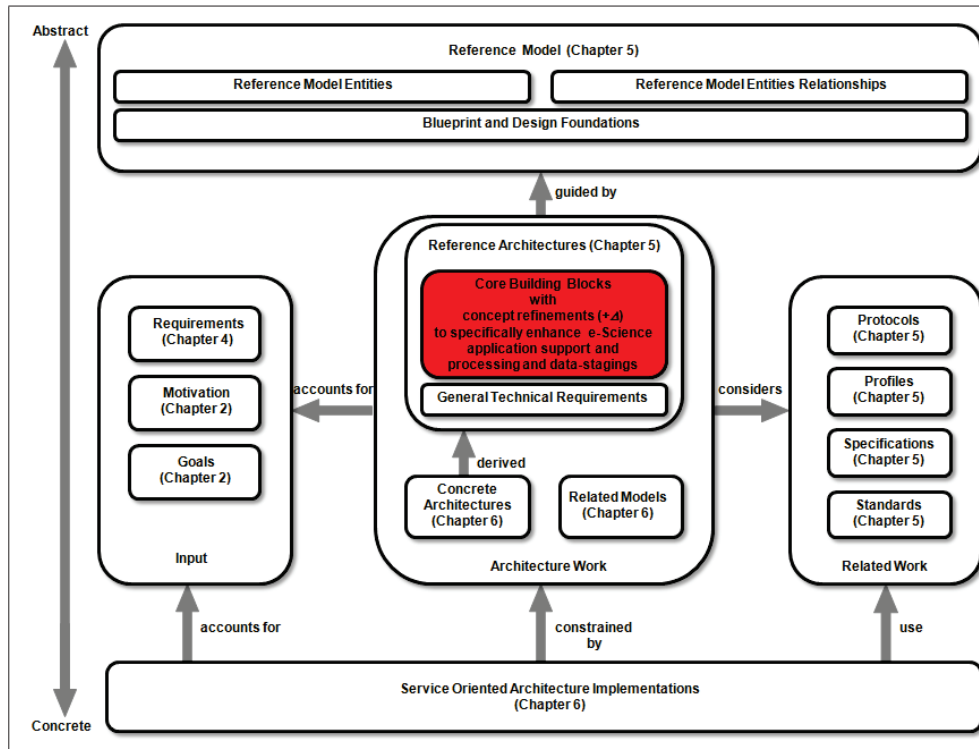 Abstract
Reference Model (Chapter 5)
Reference Model Entities
Reference Model Entities Relationships
Blueprint and Design Foundations
guided by
Reference Architectures (Chapter 5)
Core Building Blocks
with
concept refinements (+Δ)
to specifically enhance e-Science
application support and
processing and data-stagings
General Technical Requirements
derived
Concrete
Architectures
(Chapter 6)
Related Models
(Chapter 6)
Architecture Work
accounts for
Requirements
(Chapter 4)
Motivation
(Chapter 2)
Goals
(Chapter 2)
Input
considers
Protocols
(Chapter 5)
Profiles
(Chapter 5)
Specifications
(Chapter 5)
Standards
(Chapter 5)
Related Work
accounts for
constrained
by
use
Service Oriented Architecture Implementations
(Chapter 6)
Concrete